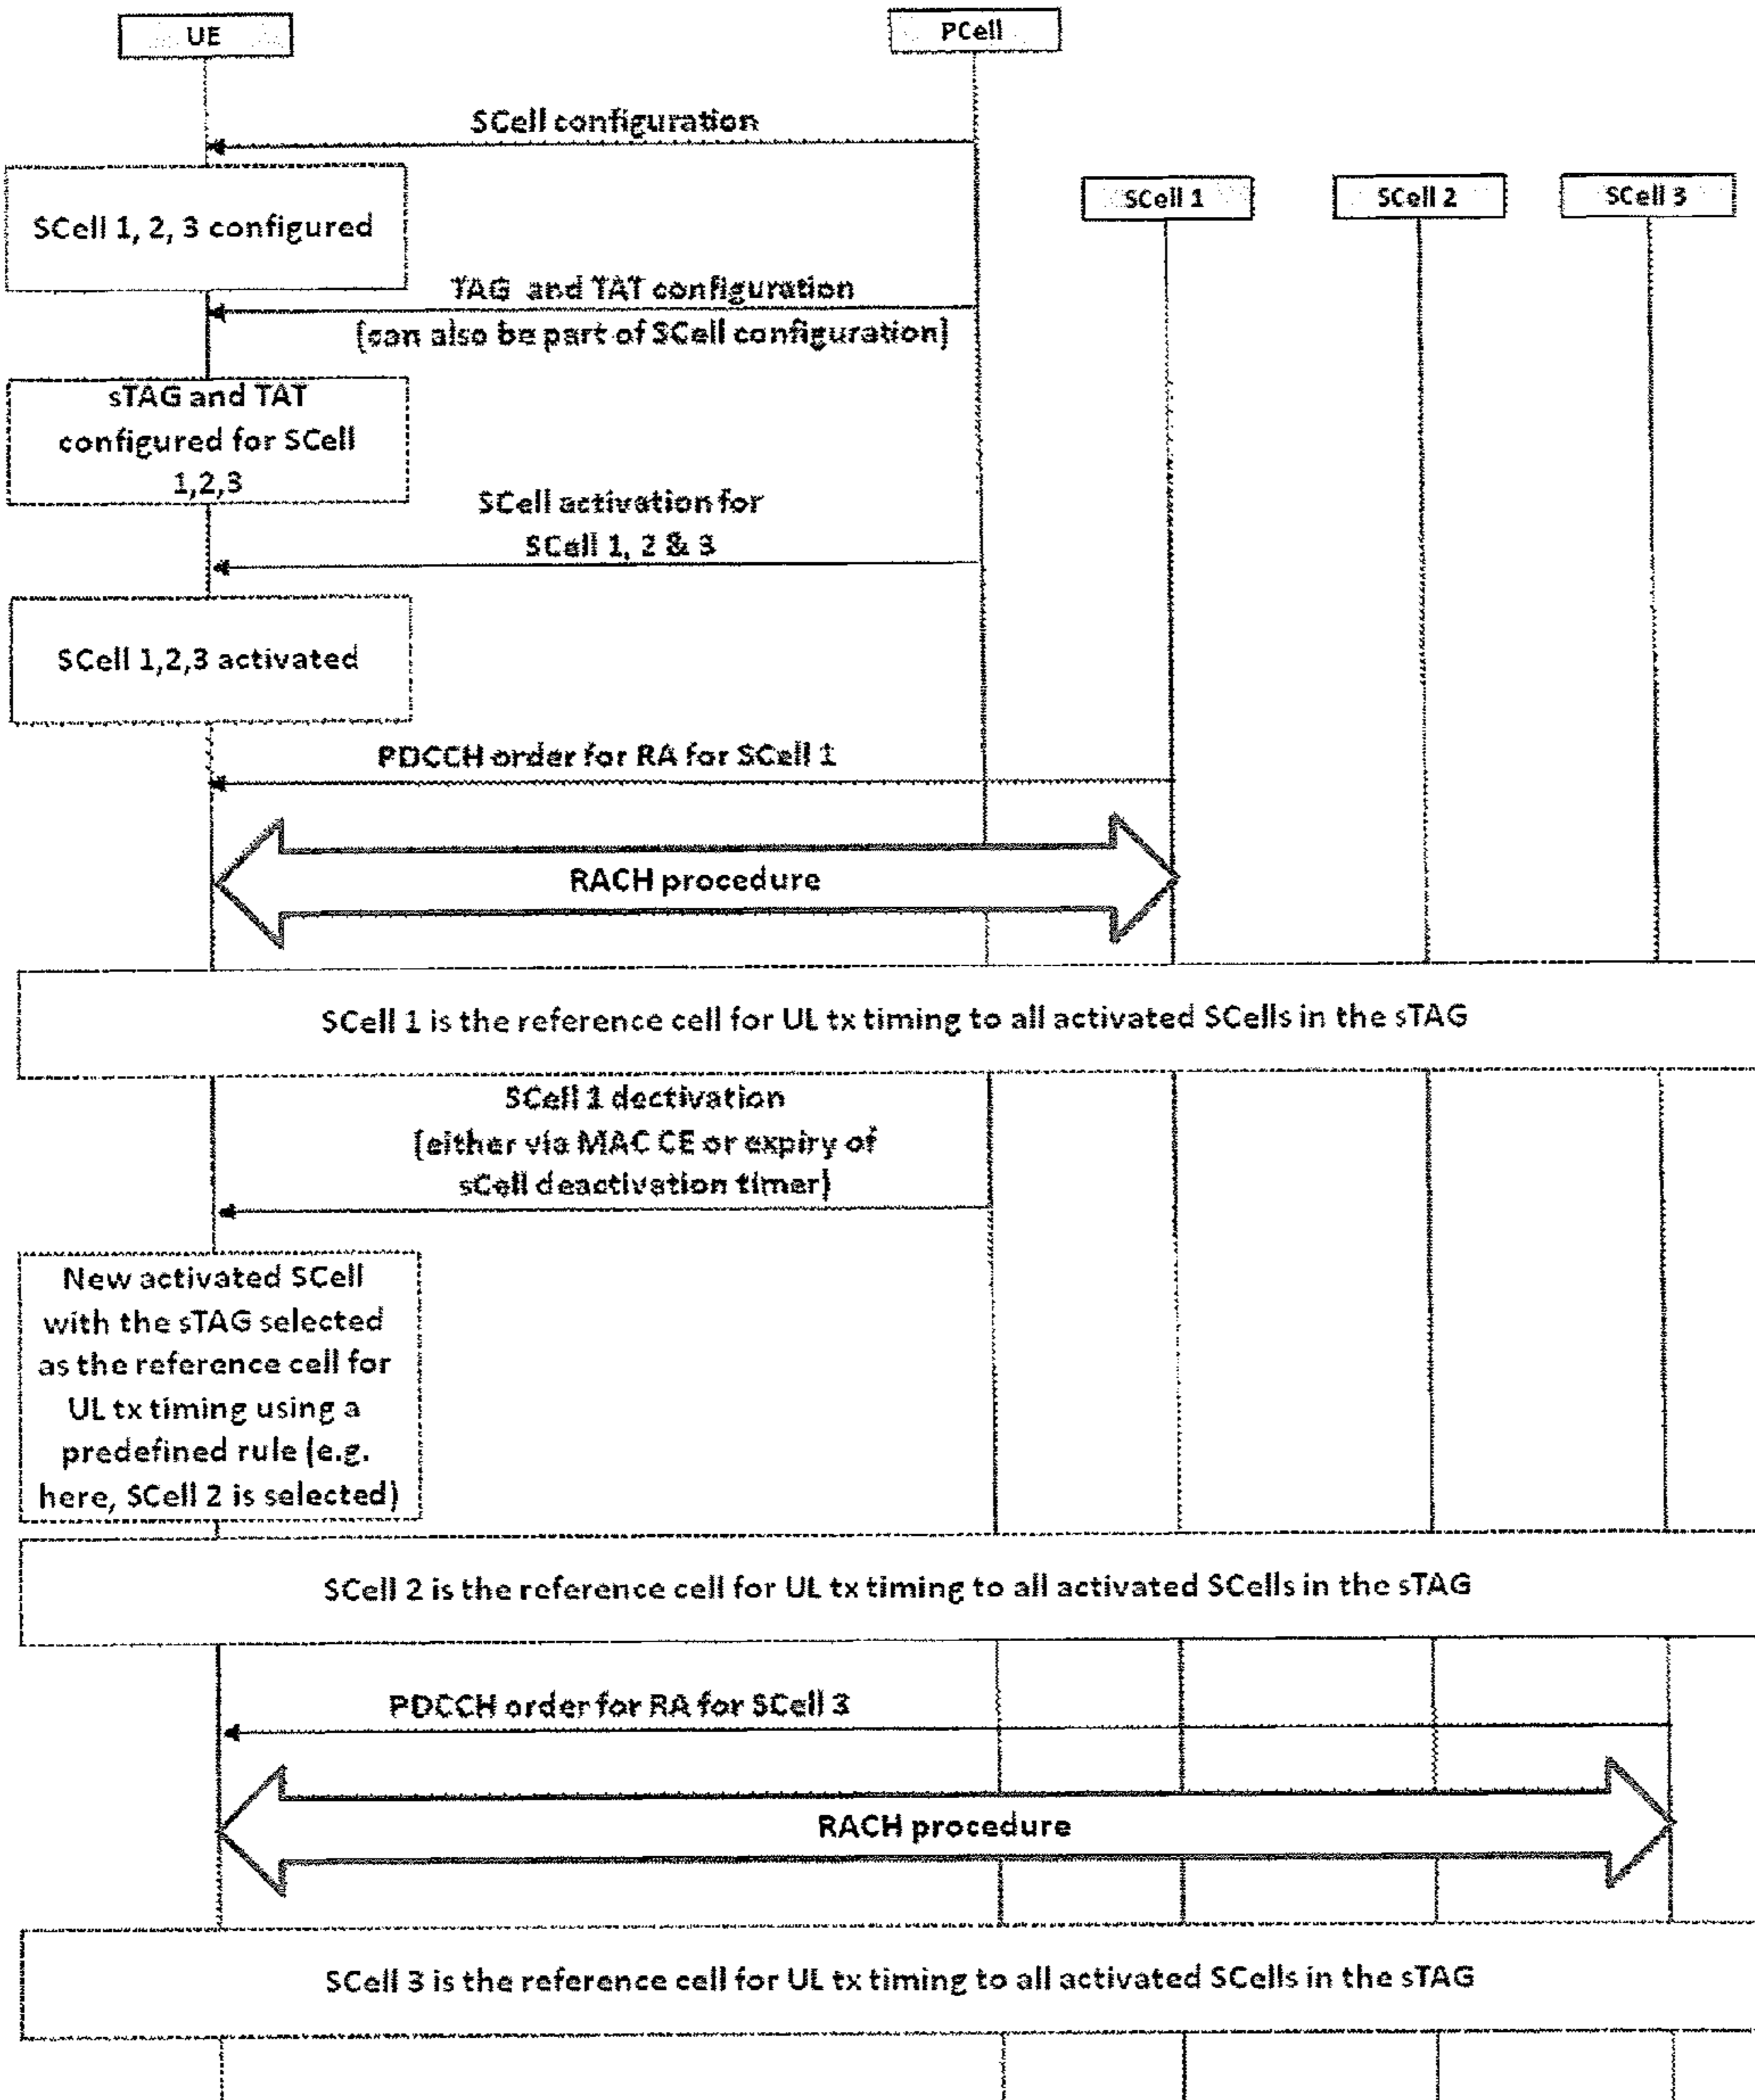 UE
PCell
SCell configuration
SCell 1, 2, 3 configured
SCell 1
SCell 2
SCell 3
TAG and TAT configuration
(can also be part of SCell configuration)
sTAG and TAT
configured for SCell
1,2,3
SCell activation for
SCell 1, 2 & 3
SCell 1,2,3 activated
PDCCH order for RA for SCell 1
RACH procedure
SCell 1 is the reference cell for UL tx timing to all activated SCells in the sTAG
SCell 1 dectivation
(either via MAC CE or expiry of
sCell deactivation timer)
New activated SCell
with the sTAG selected
as the reference cell for
UL tx timing using a
predefined rule (e.g.
here, SCell 2 is selected)
SCell 2 is the reference cell for UL tx timing to all activated SCells in the sTAG
PDCCH order for RA for SCell 3
RACH procedure
SCell 3 is the reference cell for UL tx timing to all activated SCells in the sTAG